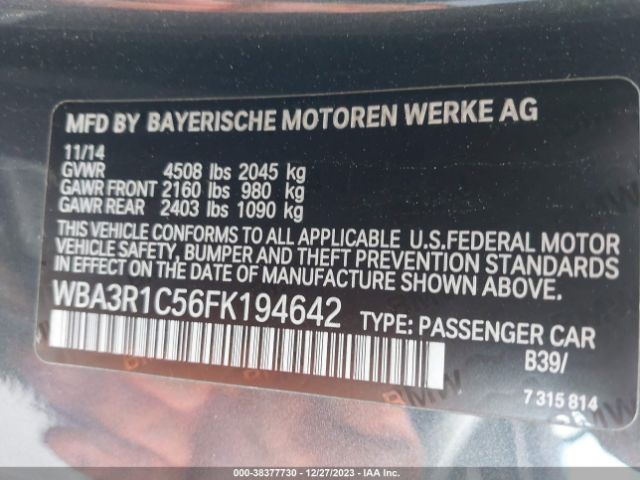 MFD BY BAYERISCHE MOTOREN WERKE AG
11/14
GVWR 4508 lbs 2045 kg
GAWR FRONT 2160 lbs 980 kg
GAWR REAR 2403 lbs 1090 kg
THIS VEHICLE CONFORMS TO ALL APPLICABLE U.S.FEDERAL MOTOR
VEHICLE SAFETY, BUMPER AND THEFT PREVENTION STANDARDS
IN EFFECT ON THE DATE OF MANUFACTURE SHOWN ABOVE.
WBA3R1C56FK194642 TYPE: PASSENGER CAR
B39/
BMW
7 315 814
000-38377730 — 12/27/2023 — IAA Inc.